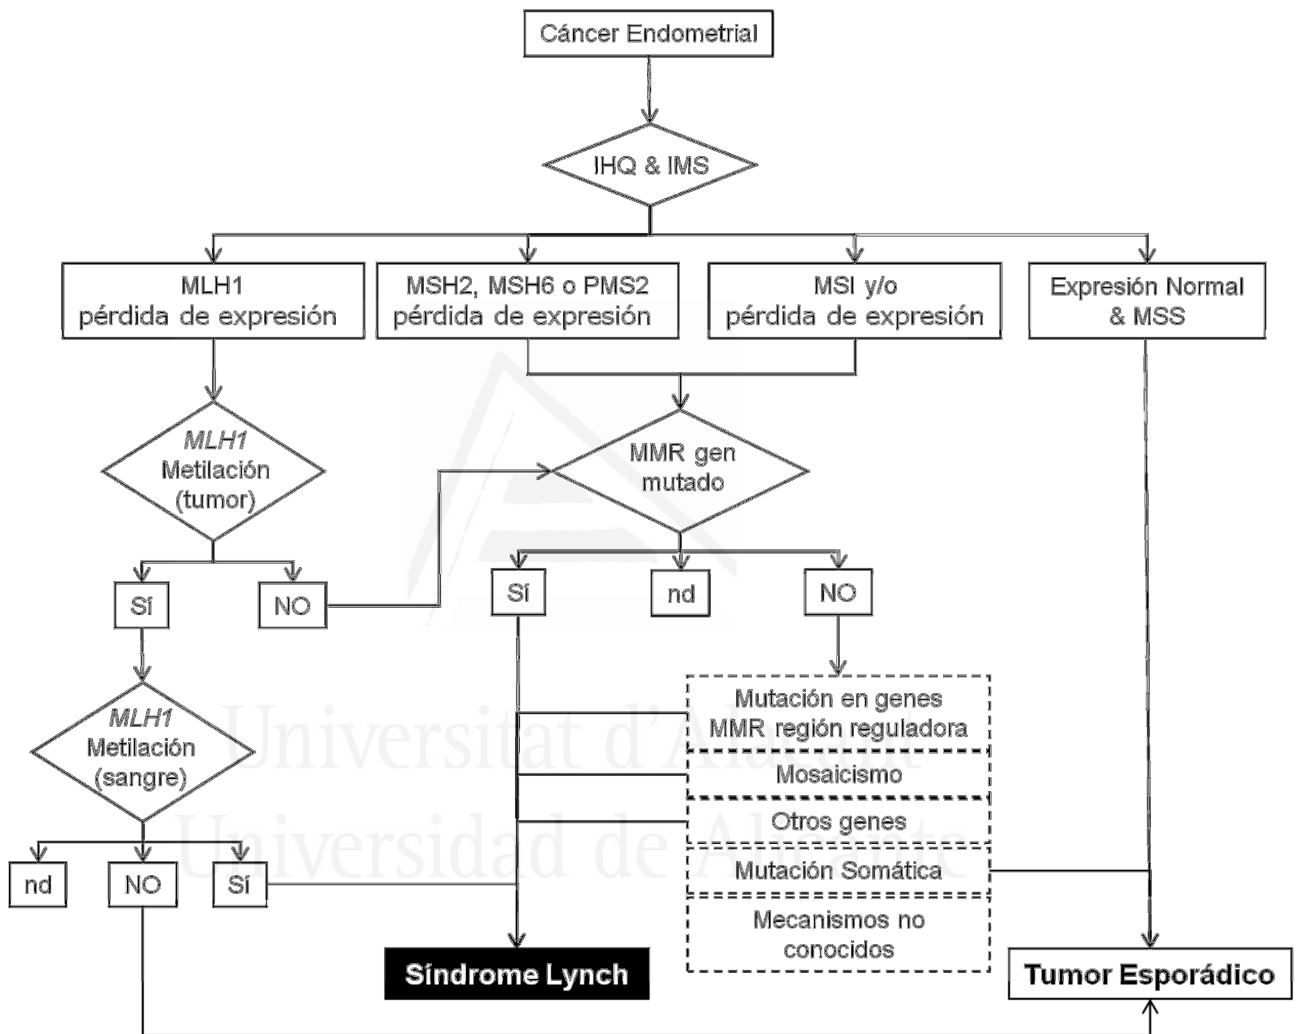 Cáncer Endometrial
IHQ & IMS
MLH1
pérdida de expresión
MSH2, MSH6 o PMS2
pérdida de expresión
MSI y/o
pérdida de expresión
Expresión Normal
& MSS
MLH1
Metilación
(tumor)
MMR gen
mutado
SÍ
NO
SÍ
nd
NO
MLH1
Metilación
(sangre)
Mutación en genes
MMR región reguladora
Mosaicismo
Otros genes
Mutación Somática
Mecanismos no
conocidos
nd
NO
SÍ
Síndrome Lynch
Tumor Esporádico
Universitat d'Alacant
Universidad de Alicante